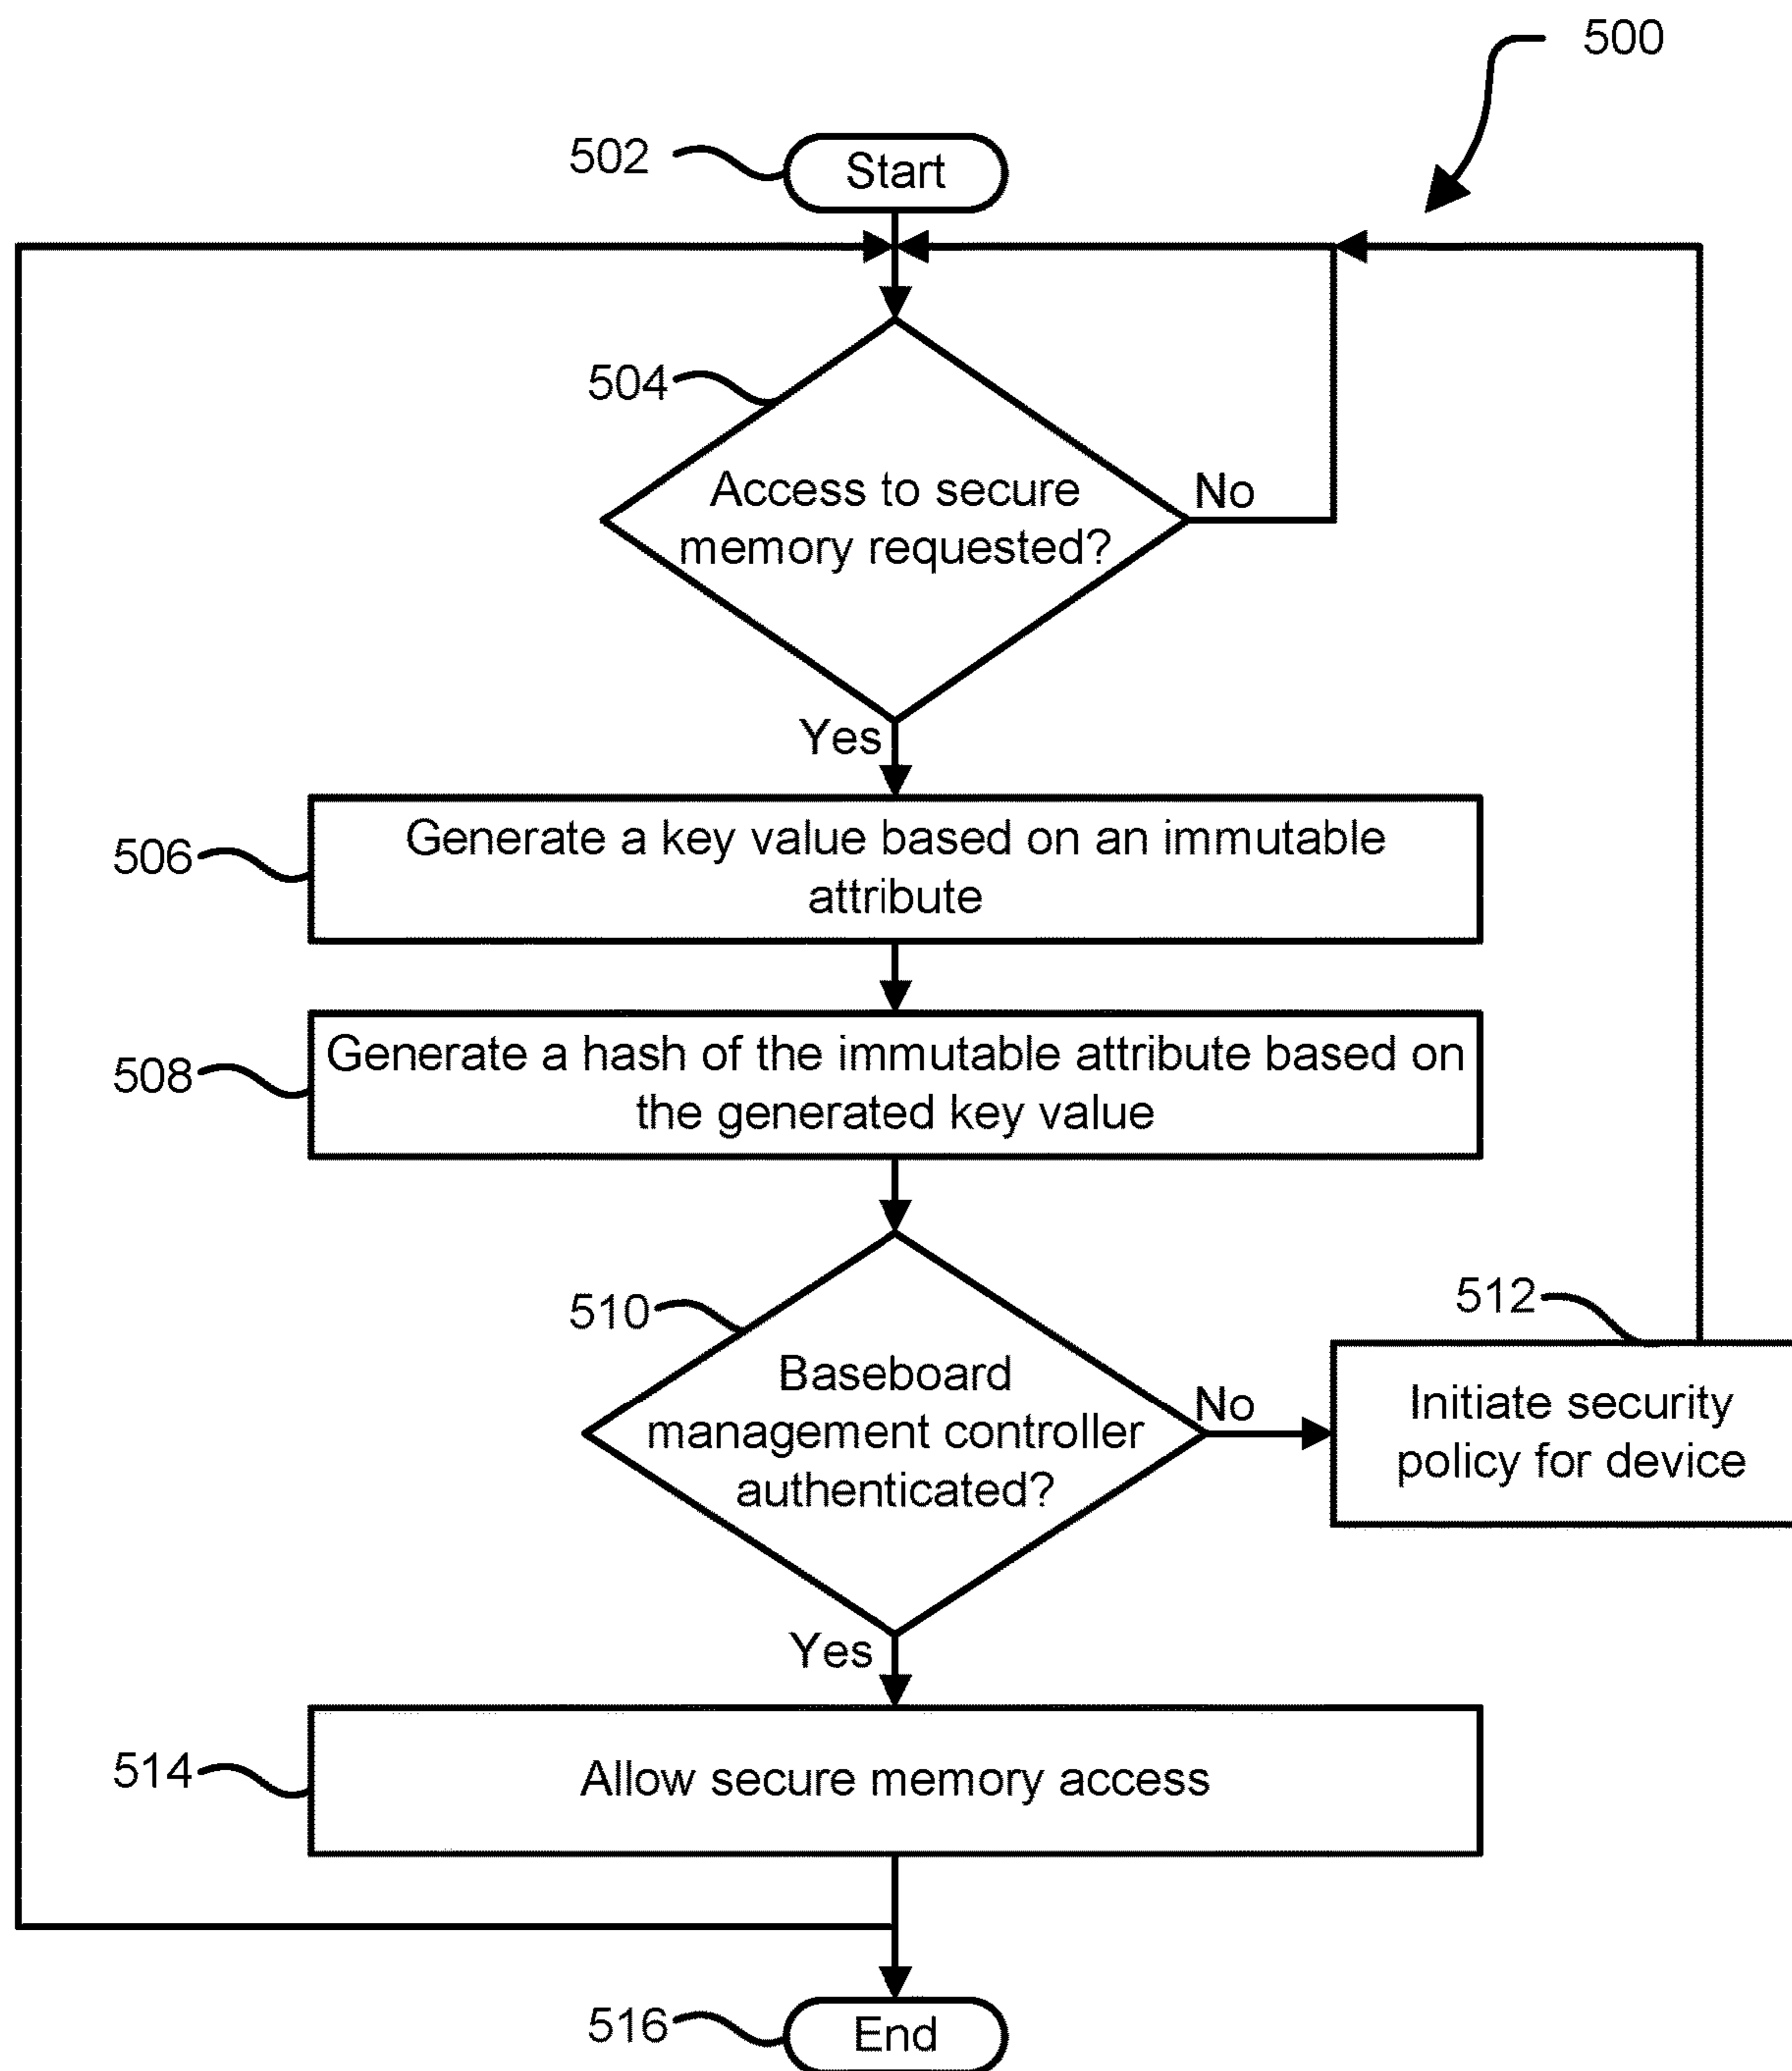 500
502
Start
504
Access to secure
memory requested?
No
Yes
506
Generate a key value based on an immutable
attribute
508
Generate a hash of the immutable attribute based on
the generated key value
510
Baseboard
management controller
authenticated?
No
512
Initiate security
policy for device
Yes
514
Allow secure memory access
516
End